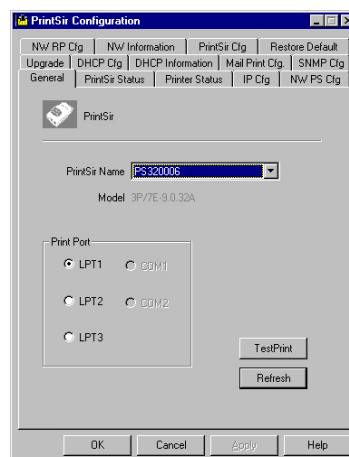 PrintSir Configuration
NW RP Cfg NW Information PrintSir Cfg Restore Default
Upgrade DHCP Cfg DHCP Information Mail Print Cfg. SNMP Cfg
General PrintSir Status Printer Status IP Cfg NW PS Cfg
PrintSir
PrintSir Name PS320006
Model 3P/7E-9.0.32A
Print Port
LPT1 COM1
LPT2 COM2
LPT3
TestPrint
Refresh
OK Cancel Apply Help